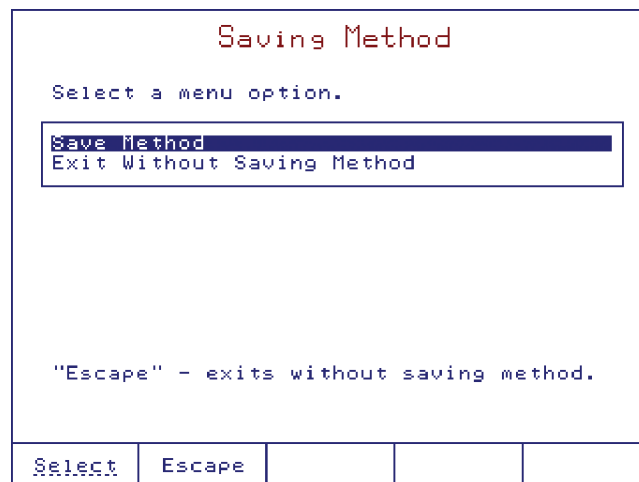 Saving Method
Select a menu option.
Save Method
Exit Without Saving Method
"Escape" - exits without saving method.
Select Escape